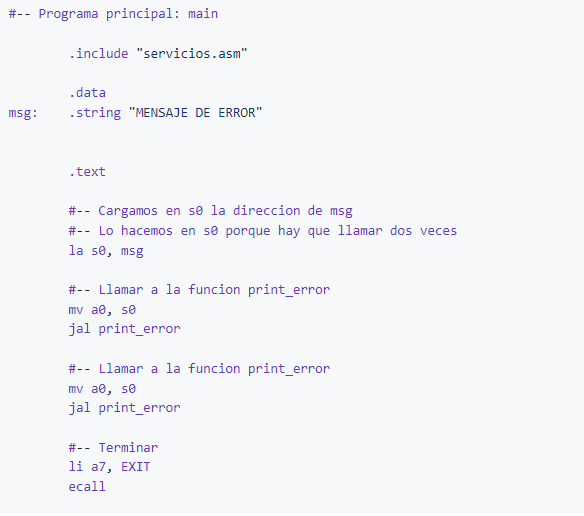 #-- Programa principal: main
.include "servicios.asm"
.data
msg: .string "MENSAJE DE ERROR"
.text
#-- Cargamos en s0 la direccion de msg
#-- Lo hacemos en s0 porque hay que llamar dos veces
la s0, msg
#-- Llamar a la funcion print_error
mv a0, s0
jal print_error
#-- Llamar a la funcion print_error
mv a0, s0
jal print_error
#-- Terminar
li a7, EXIT
ecall